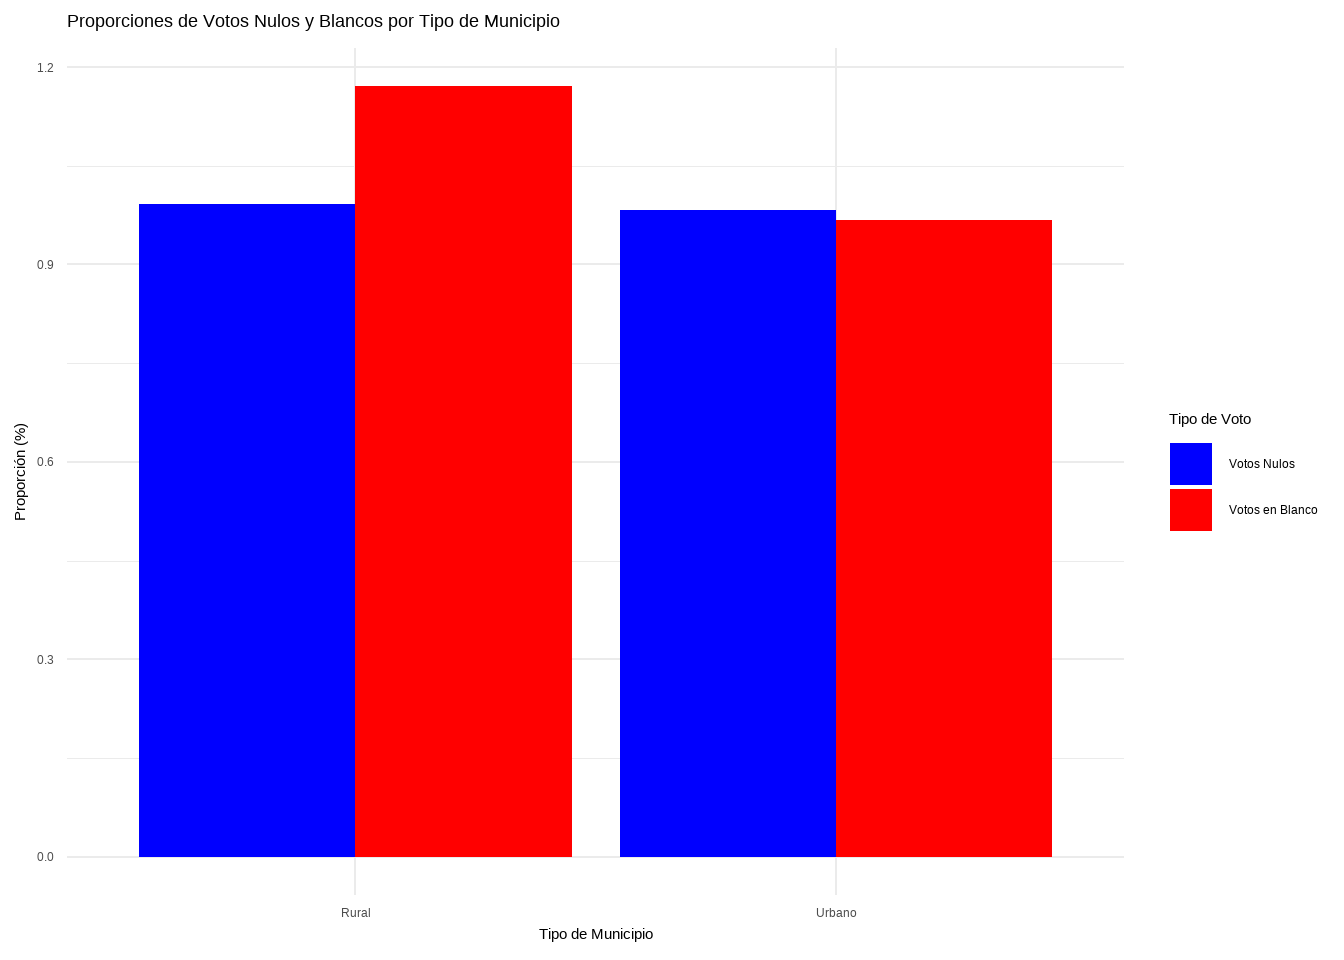 Proporciones de Votos Nulos y Blancos por Tipo de Municipio
1.2
0.9
0.6
0.3
0.0
Proporción (%)
Rural
Urbano
Tipo de Municipio
Tipo de Voto
Votos Nulos
Votos en Blanco